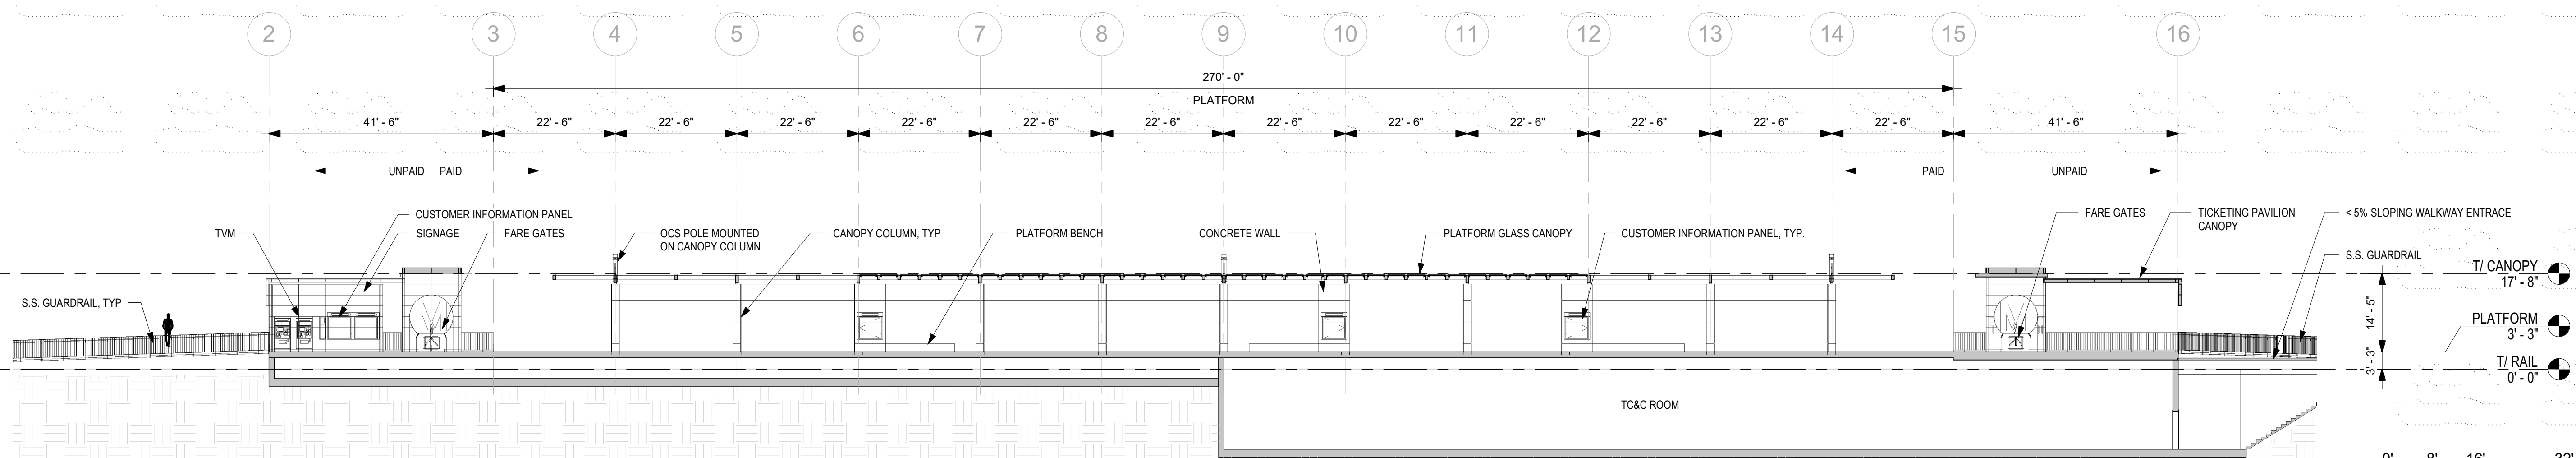 2 3 4 5 6 7 8 9 10 11 12 13 14 15 16
270' - 0"
PLATFORM
41' - 6" 22' - 6" 22' - 6" 22' - 6" 22' - 6" 22' - 6" 22' - 6" 22' - 6" 22' - 6" 22' - 6" 22' - 6" 22' - 6" 22' - 6" 41' - 6"
UNPAID PAID PAID UNPAID
CUSTOMER INFORMATION PANEL
TVM
SIGNAGE
FARE GATES
OCS POLE MOUNTED
ON CANOPY COLUMN
CANOPY COLUMN, TYP
PLATFORM BENCH
CONCRETE WALL
PLATFORM GLASS CANOPY
CUSTOMER INFORMATION PANEL, TYP.
FARE GATES
TICKETING PAVILION
CANOPY
< 5% SLOPING WALKWAY ENTRACE
S.S. GUARDRAIL
S.S. GUARDRAIL, TYP
M
M
T/ CANOPY
17' - 8"
14' - 5"
PLATFORM
3' - 3"
3' - 3"
T/ RAIL
0' - 0"
TC&C ROOM
0' 8' 16' 32'